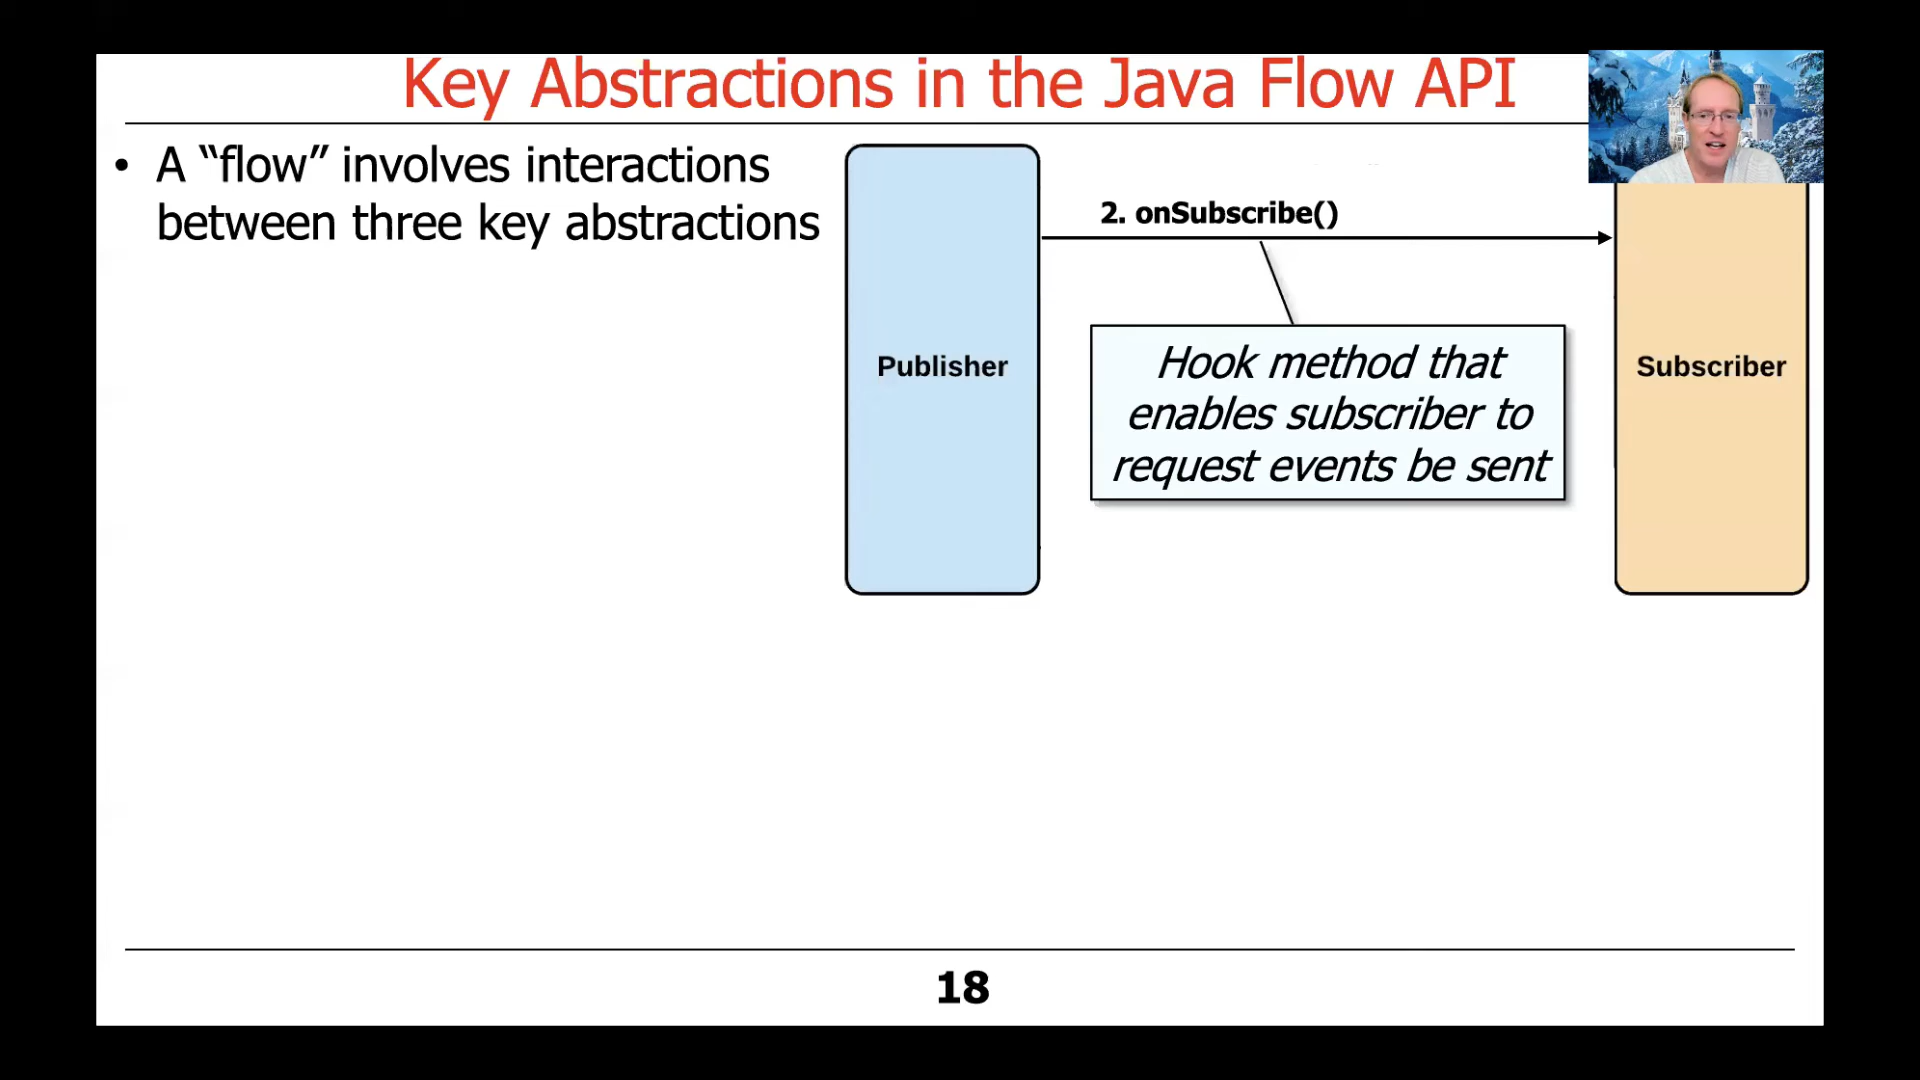 Key Abstractions in the Java Flow API
• A “flow” involves interactions
between three key abstractions
2. onSubscribe()
Publisher
Hook method that
enables subscriber to
request events be sent
Subscriber
18